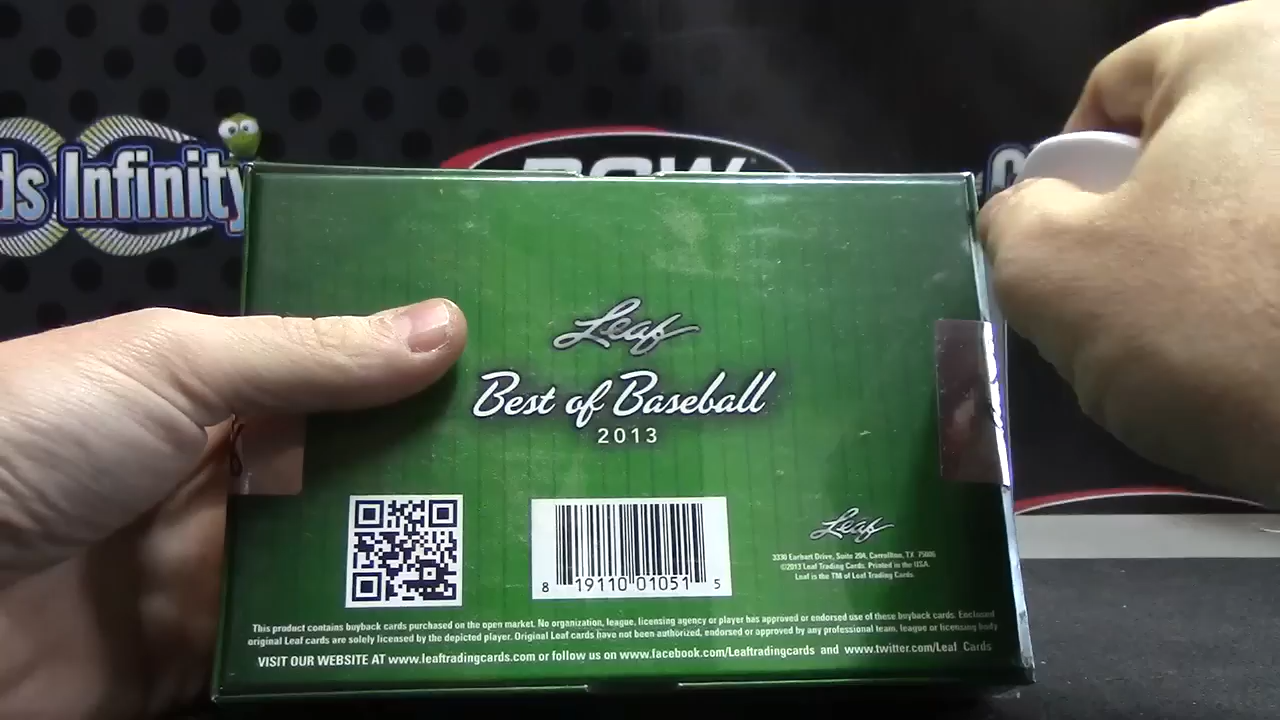 ds Infinity
BCW
Leaf
Best of Baseball
2013
8 19110 01051 5
Leaf
3330 Earhart Drive, Suite 204, Carrollton, TX 75006
©2013 Leaf Trading Cards. Printed in the USA.
Leaf is the TM of Leaf Trading Cards.
This product contains buyback cards purchased on the open market. No organization, league, licensing agency or player has approved or endorsed use of these buyback cards. Enclosed
original Leaf cards are solely licensed by the depicted player. Original Leaf cards have not been authorized, endorsed or approved by any professional team, league or licensing body
VISIT OUR WEBSITE AT www.leaftradingcards.com or follow us on www.facebook.com/Leaftradingcards and www.twitter.com/Leaf_Cards